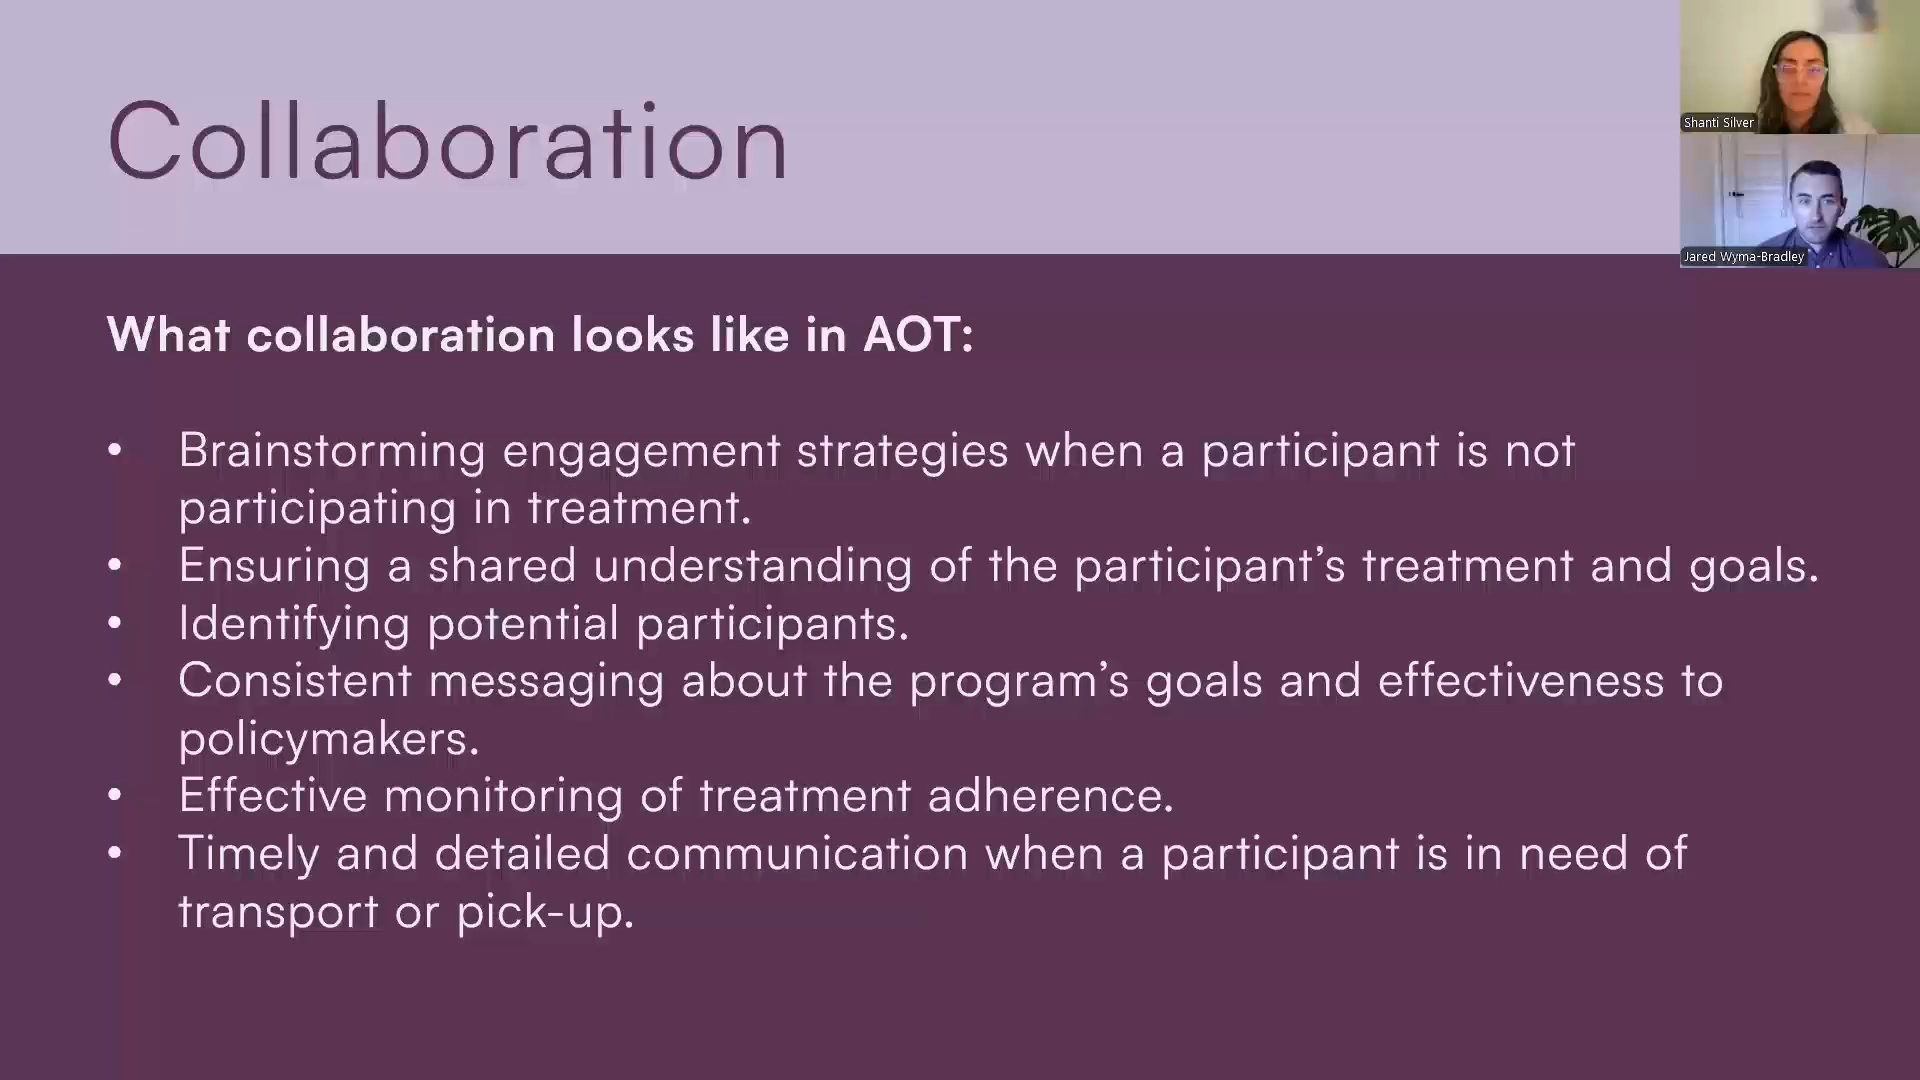 Collaboration
Shanti Silver
Jared Wyma-Bradley
What collaboration looks like in AOT:
• Brainstorming engagement strategies when a participant is not
participating in treatment.
• Ensuring a shared understanding of the participant’s treatment and goals.
• Identifying potential participants.
• Consistent messaging about the program’s goals and effectiveness to
policymakers.
• Effective monitoring of treatment adherence.
• Timely and detailed communication when a participant is in need of
transport or pick-up.